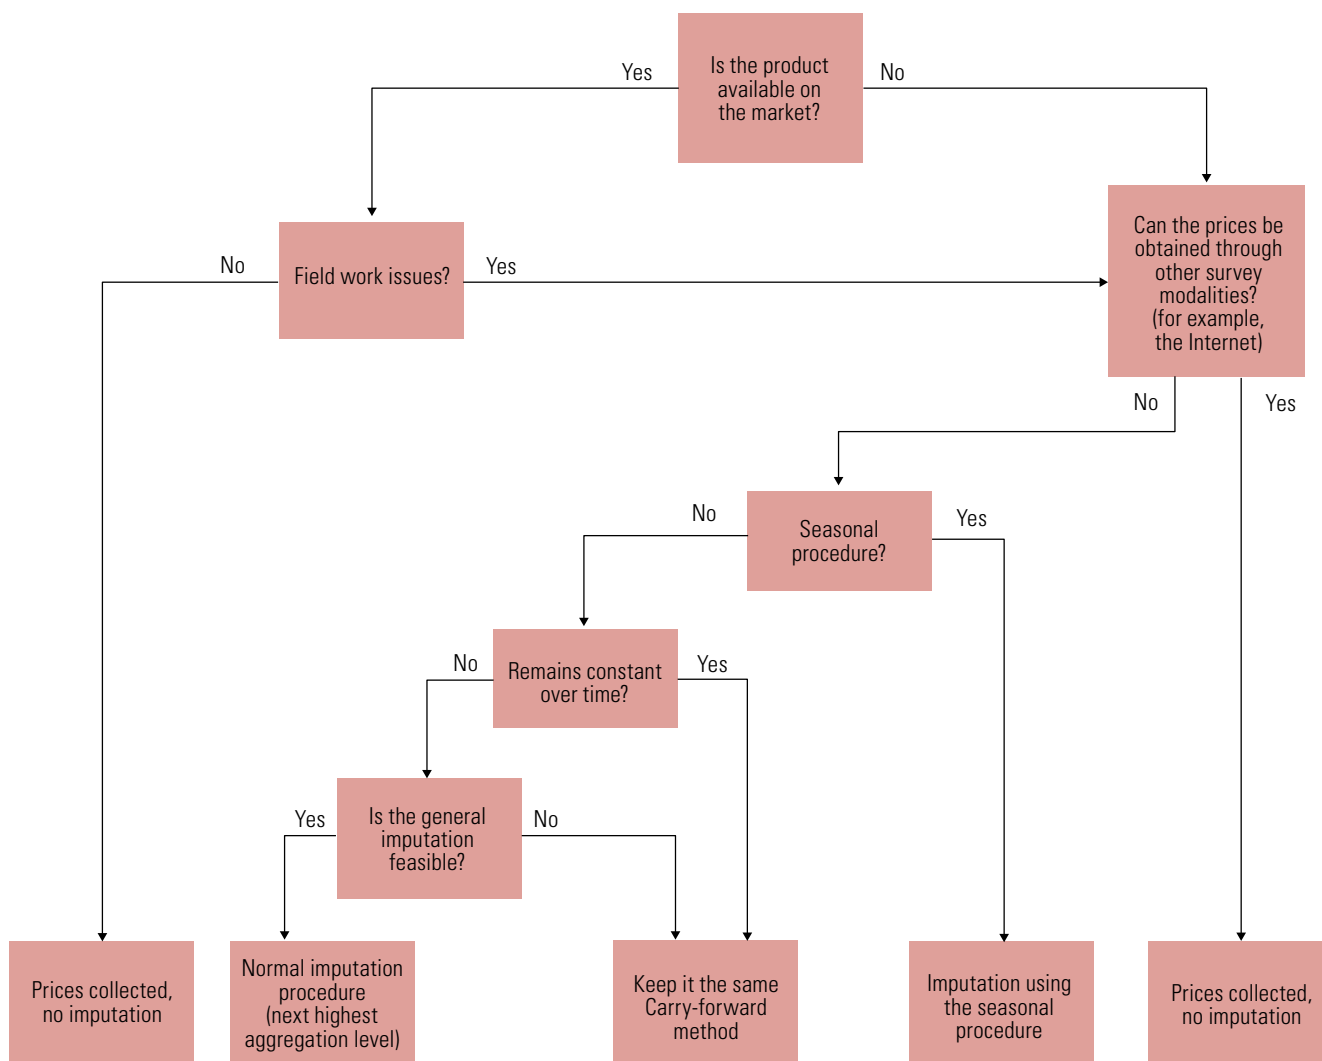 Yes
Is the product
available on
the market?
No
Can the prices be
obtained through
other survey
modalities?
(for example,
the Internet)
No
Field work issues?
Yes
No
Yes
No
Seasonal
procedure?
Yes
No
Remains constant
over time?
Yes
Yes
Is the general
imputation
feasible?
No
Prices collected,
no imputation
Normal imputation
procedure
(next highest
aggregation level)
Keep it the same
Carry-forward
method
Imputation using
the seasonal
procedure
Prices collected,
no imputation